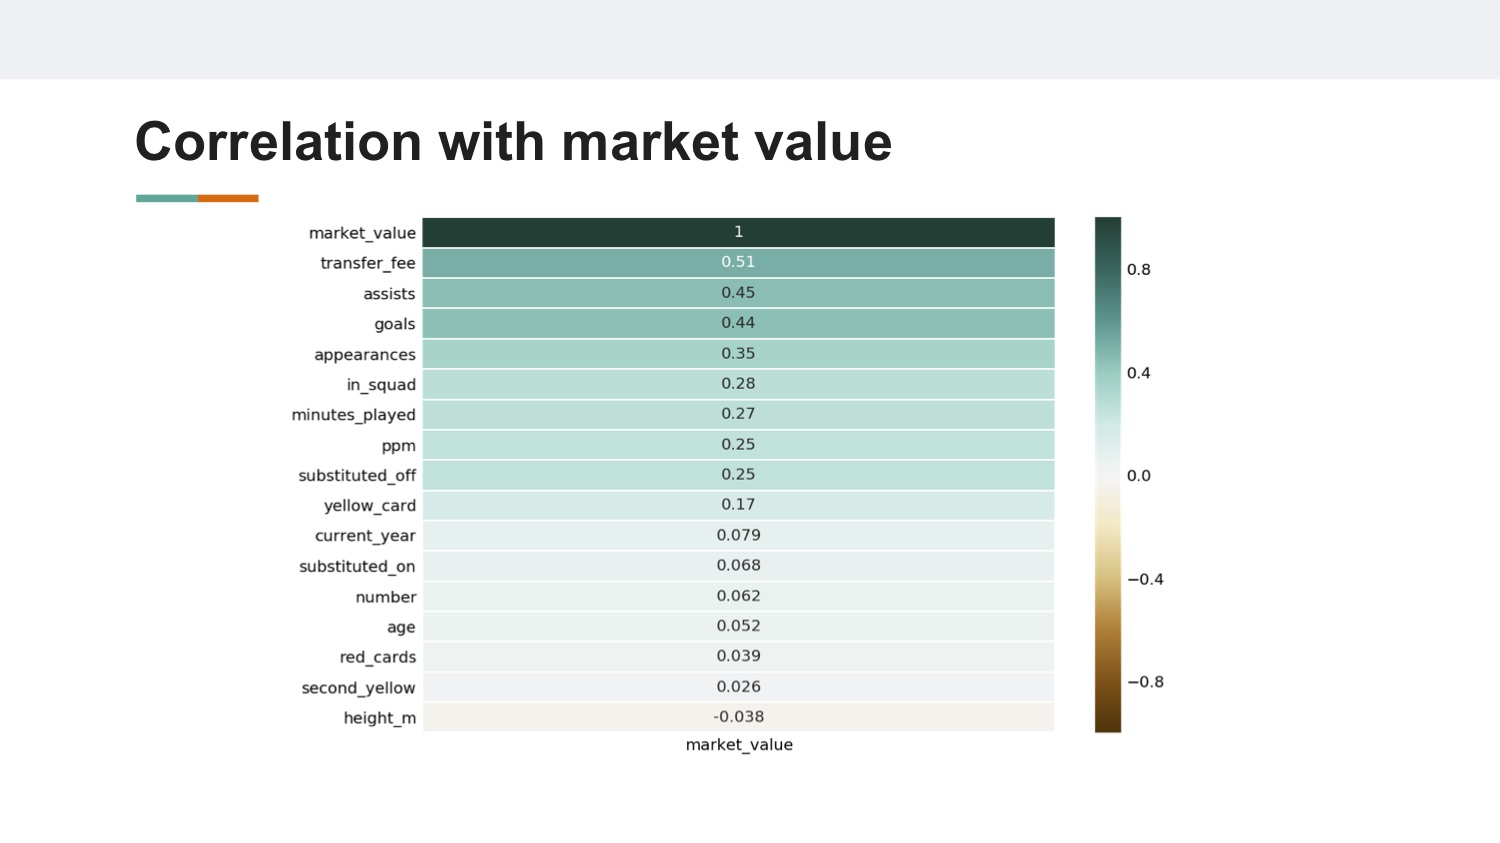 Correlation with market value
market_value 1
transfer_fee 0.51
assists 0.45
goals 0.44
appearances 0.35
in_squad 0.28
minutes_played 0.27
ppm 0.25
substituted_off 0.25
yellow_card 0.17
current_year 0.079
substituted_on 0.068
number 0.062
age 0.052
red_cards 0.039
second_yellow 0.026
height_m -0.038
market_value
0.8
0.4
0.0
−0.4
−0.8